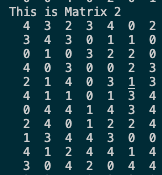 This is Matrix 2
4 3 2 3 4 0 2
3 4 3 0 1 1 0
0 1 0 3 2 2 0
4 0 3 0 0 2 3
2 1 4 0 3 1 3
4 1 1 0 1 3 4
0 4 4 1 4 3 4
2 4 0 1 2 2 4
1 3 4 4 3 0 0
4 1 2 4 4 1 4
3 0 4 2 0 4 4